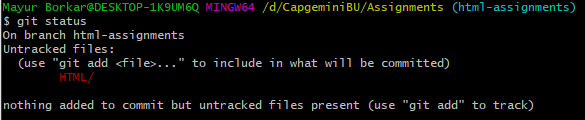 Mayur Borkar@DESKTOP-1K9UM6Q MINGW64 /d/CapgeminiBU/Assignments (html-assignments)
$ git status
On branch html-assignments
Untracked files:
  (use "git add <file>..." to include in what will be committed)
        HTML/
nothing added to commit but untracked files present (use "git add" to track)